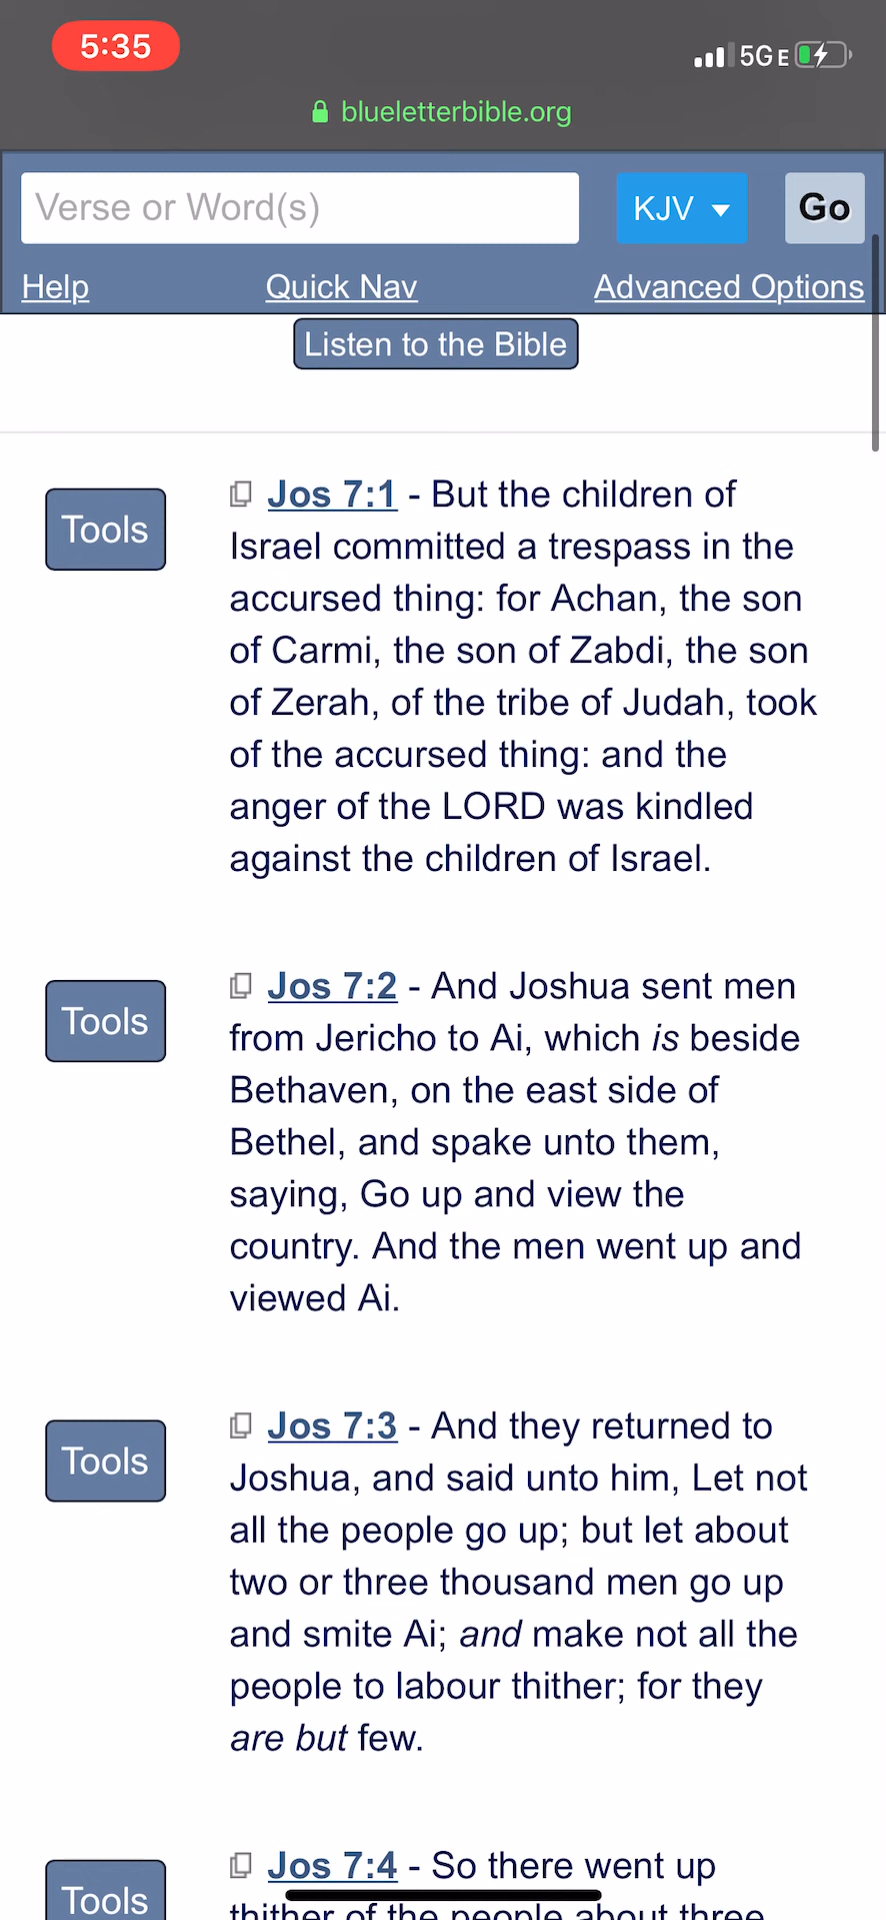 5:35
5GE
blueletterbible.org
Verse or Word(s)
KJV
Go
Help
Quick Nav
Advanced Options
Listen to the Bible
Tools
Jos 7:1 - But the children of
Israel committed a trespass in the
accursed thing: for Achan, the son
of Carmi, the son of Zabdi, the son
of Zerah, of the tribe of Judah, took
of the accursed thing: and the
anger of the LORD was kindled
against the children of Israel.
Tools
Jos 7:2 - And Joshua sent men
from Jericho to Ai, which is beside
Bethaven, on the east side of
Bethel, and spake unto them,
saying, Go up and view the
country. And the men went up and
viewed Ai.
Tools
Jos 7:3 - And they returned to
Joshua, and said unto him, Let not
all the people go up; but let about
two or three thousand men go up
and smite Ai; and make not all the
people to labour thither; for they
are but few.
Tools
Jos 7:4 - So there went up
thither of the people about three